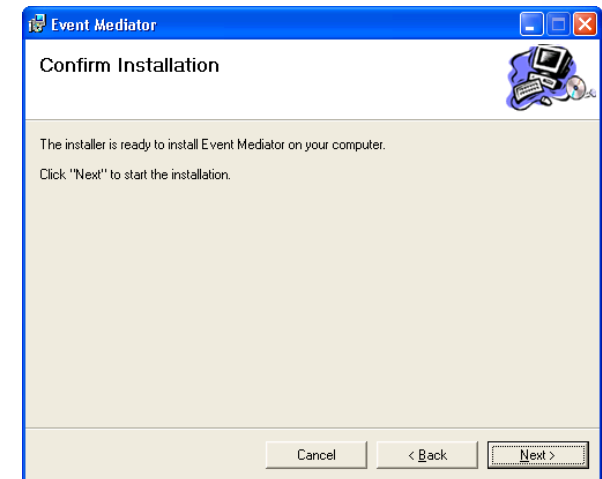 Event Mediator
Confirm Installation
The installer is ready to install Event Mediator on your computer.
Click "Next" to start the installation.
Cancel
< Back
Next >